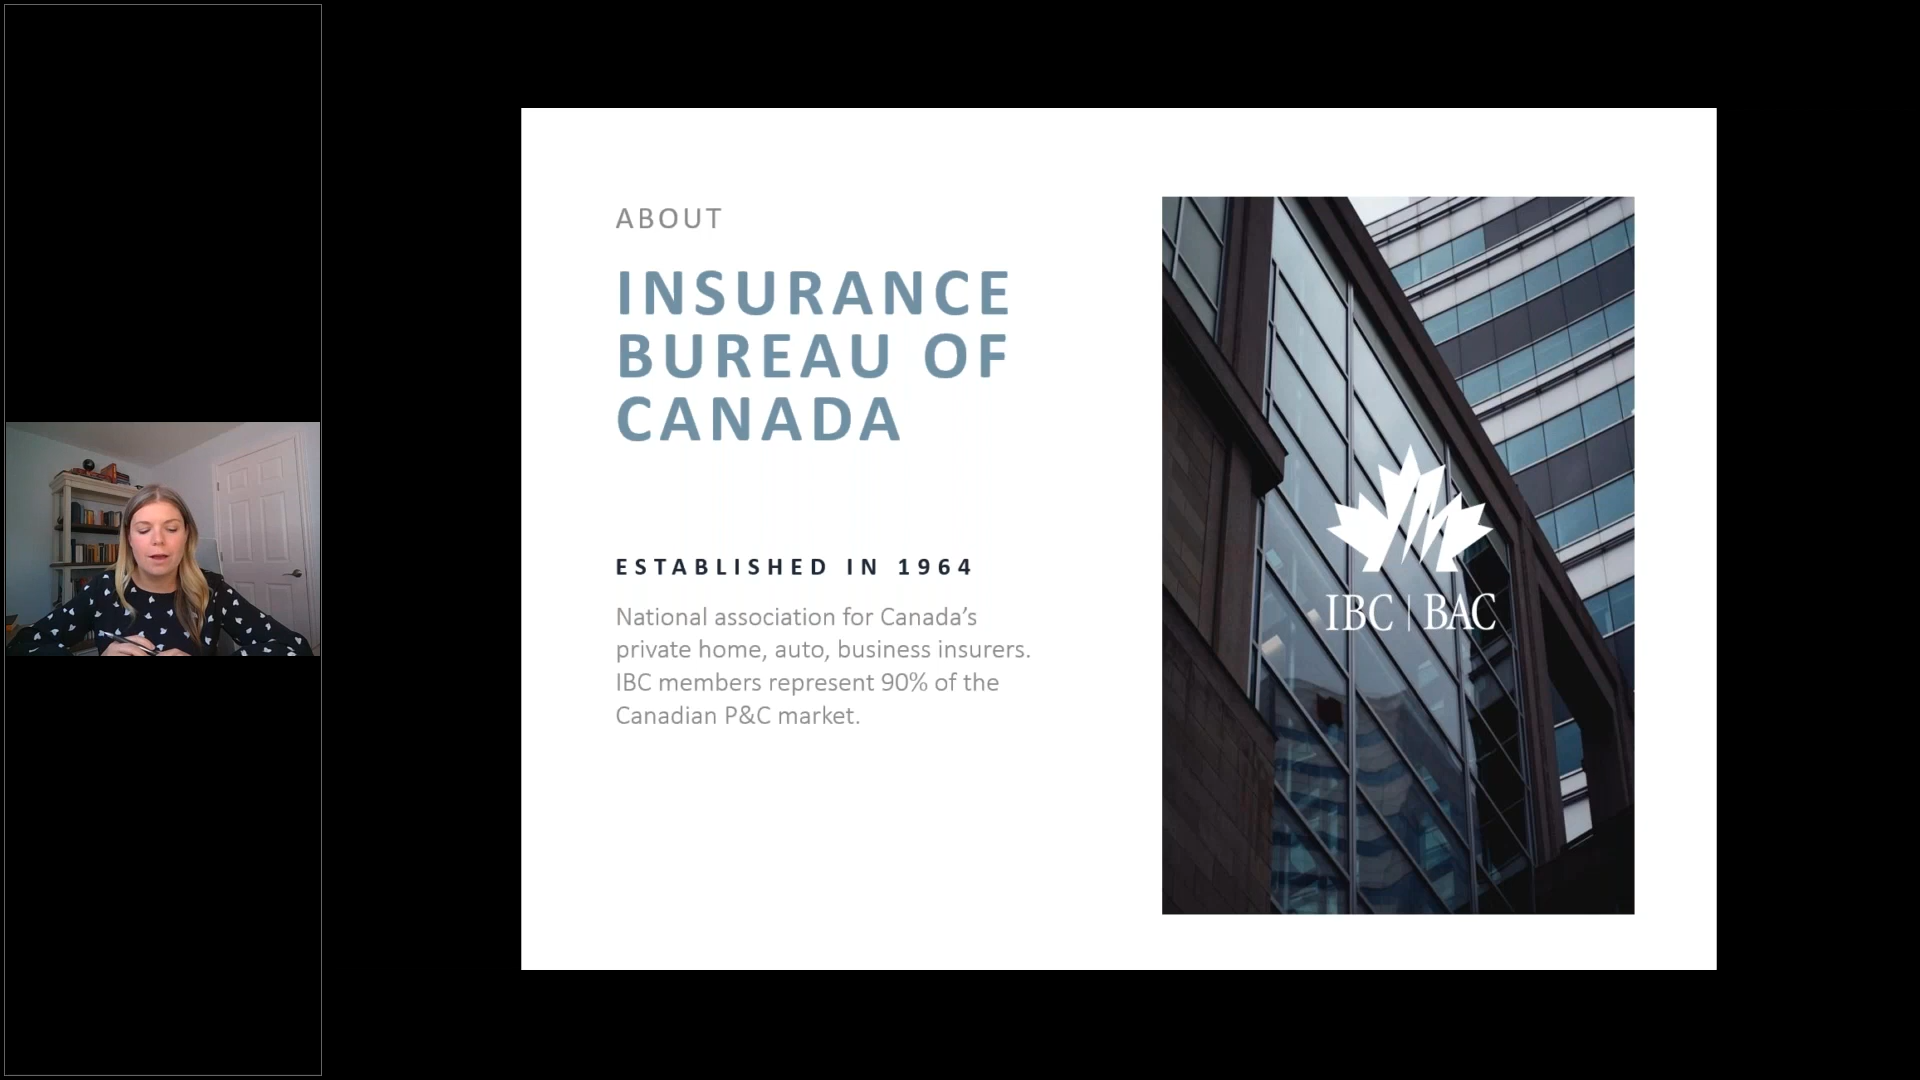 ABOUT
INSURANCE
BUREAU OF
CANADA
ESTABLISHED IN 1964
National association for Canada’s
private home, auto, business insurers.
IBC members represent 90% of the
Canadian P&C market.
IBC | BAC